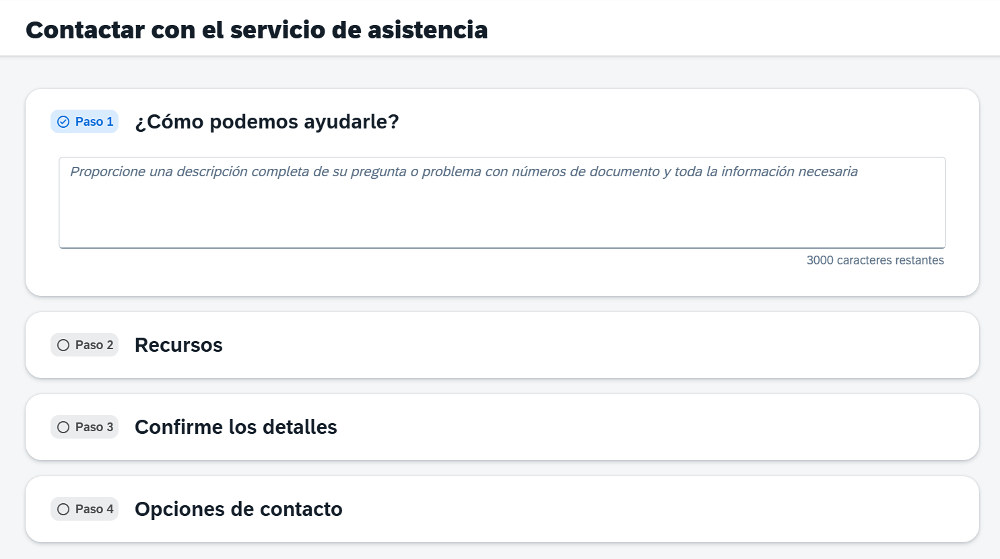 Contactar con el servicio de asistencia
Paso 1 ¿Cómo podemos ayudarle?
Proporcione una descripción completa de su pregunta o problema con números de documento y toda la información necesaria
3000 caracteres restantes
Paso 2 Recursos
Paso 3 Confirme los detalles
Paso 4 Opciones de contacto